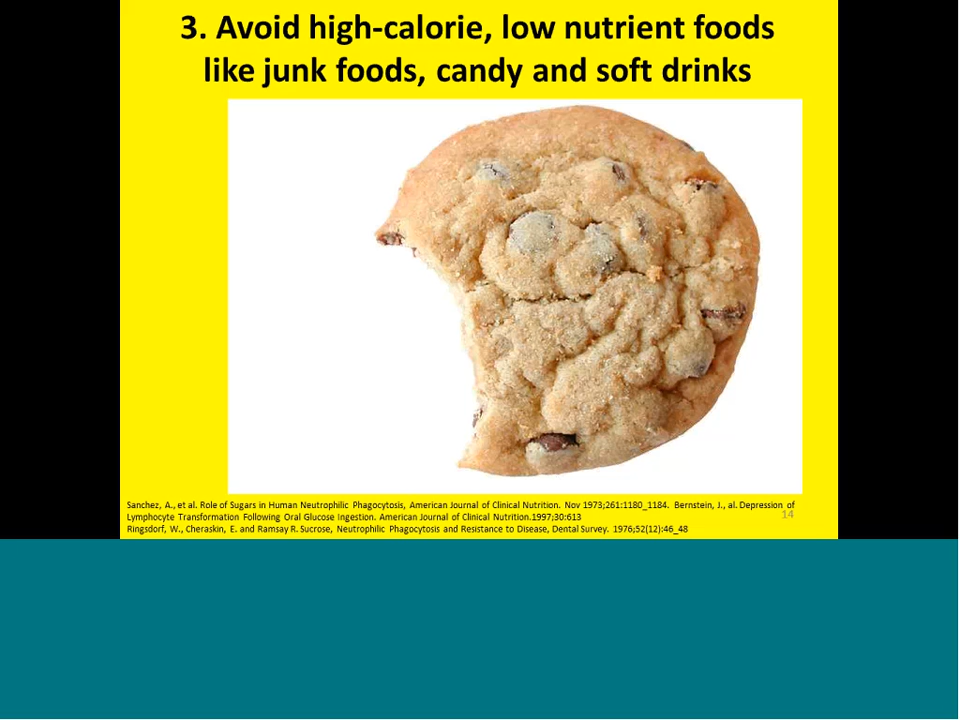 3. Avoid high-calorie, low nutrient foods
like junk foods, candy and soft drinks
Sanchez, A., et al. Role of Sugars in Human Neutrophilic Phagocytosis, American Journal of Clinical Nutrition. Nov 1973;261:1180_1184. Bernstein, J., al. Depression of
Lymphocyte Transformation Following Oral Glucose Ingestion. American Journal of Clinical Nutrition.1997;30:613
14
Ringsdorf, W., Cheraskin, E. and Ramsay R. Sucrose, Neutrophilic Phagocytosis and Resistance to Disease, Dental Survey. 1976;52(12):46_48